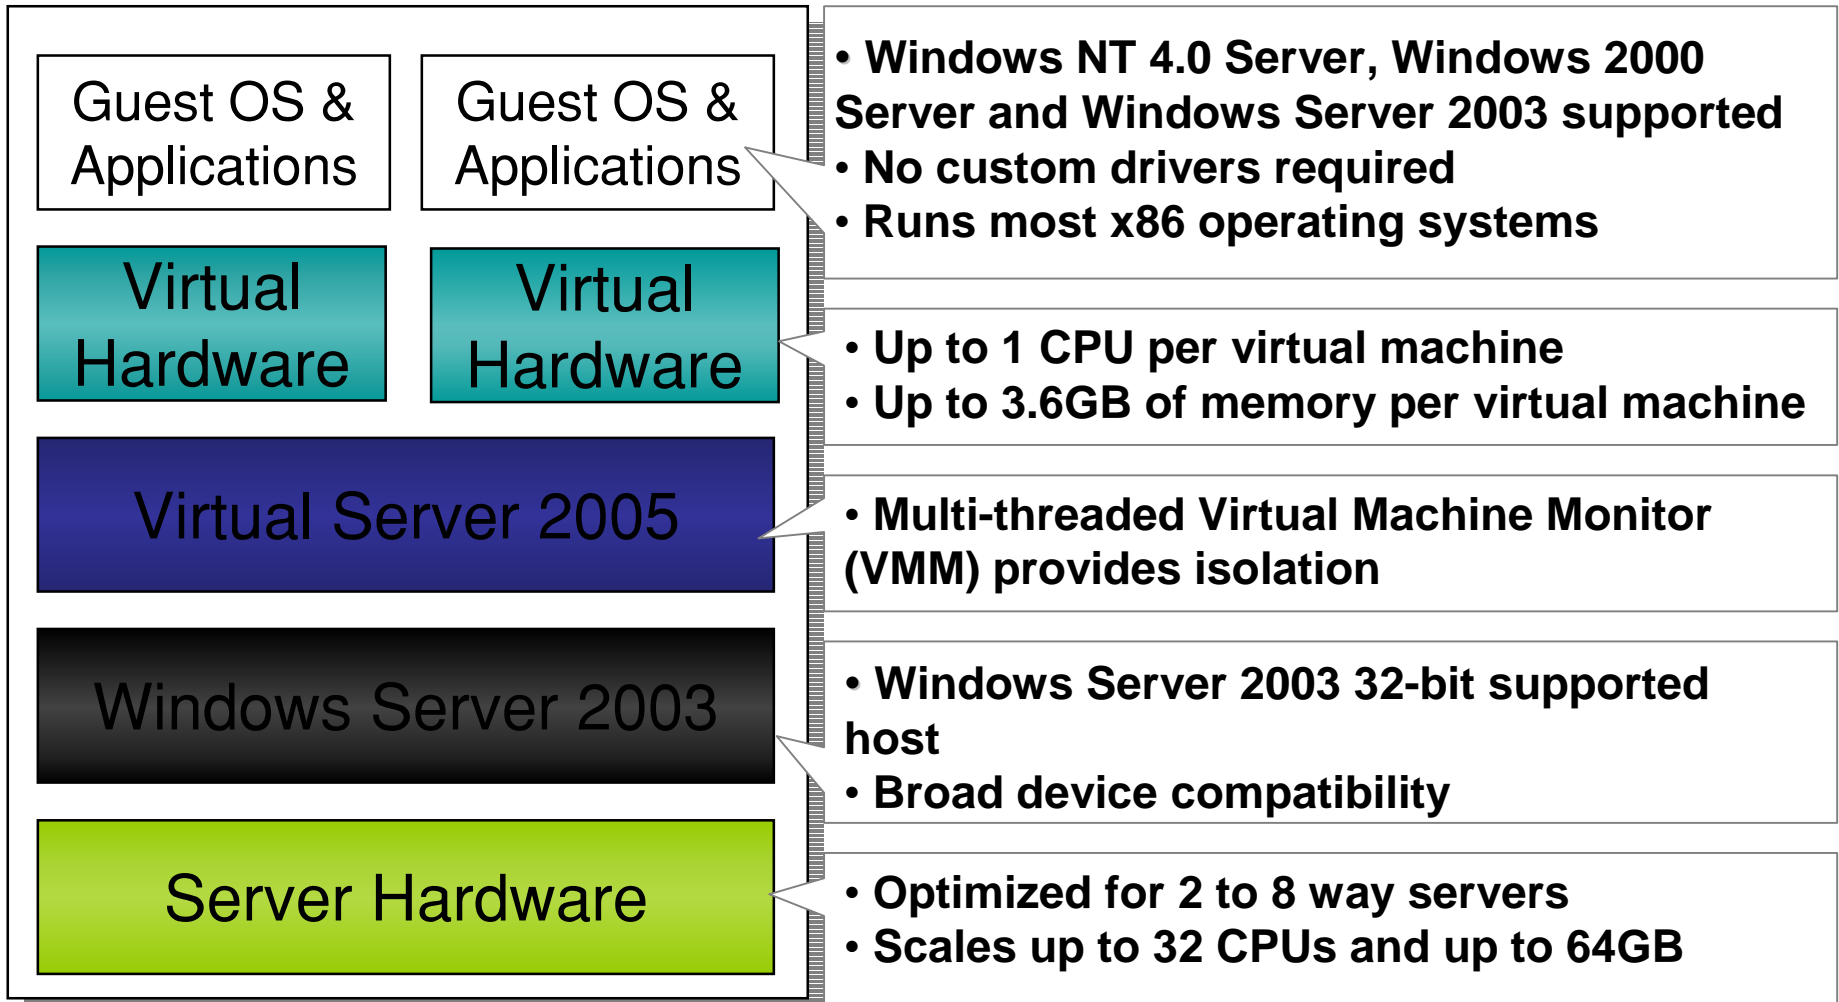 Guest OS &
Applications
Guest OS &
Applications
Virtual
Hardware
Virtual
Hardware
Virtual Server 2005
Windows Server 2003
Server Hardware
• Windows NT 4.0 Server, Windows 2000
Server and Windows Server 2003 supported
• No custom drivers required
• Runs most x86 operating systems
• Up to 1 CPU per virtual machine
• Up to 3.6GB of memory per virtual machine
• Multi-threaded Virtual Machine Monitor
(VMM) provides isolation
• Windows Server 2003 32-bit supported
host
• Broad device compatibility
• Optimized for 2 to 8 way servers
• Scales up to 32 CPUs and up to 64GB